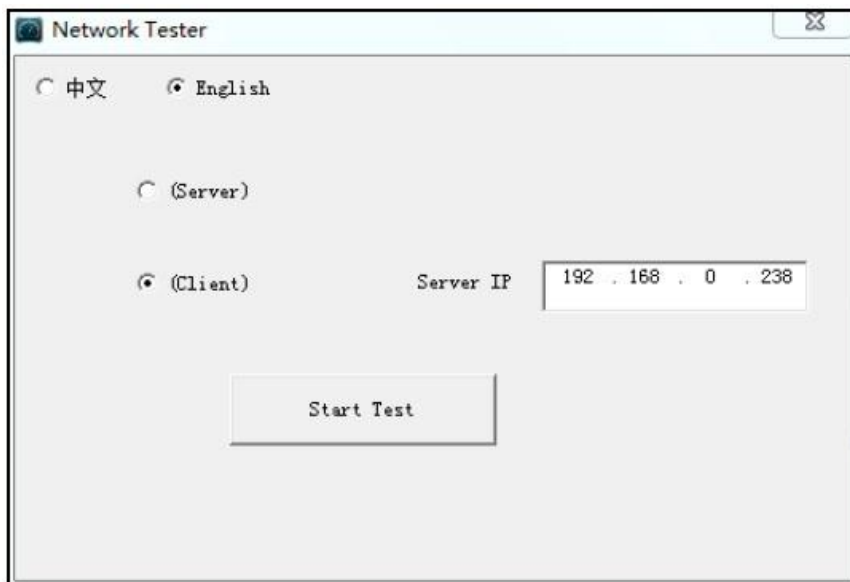 Network Tester
中文 English
(Server)
(Client) Server IP 192 . 168 . 0 . 238
Start Test